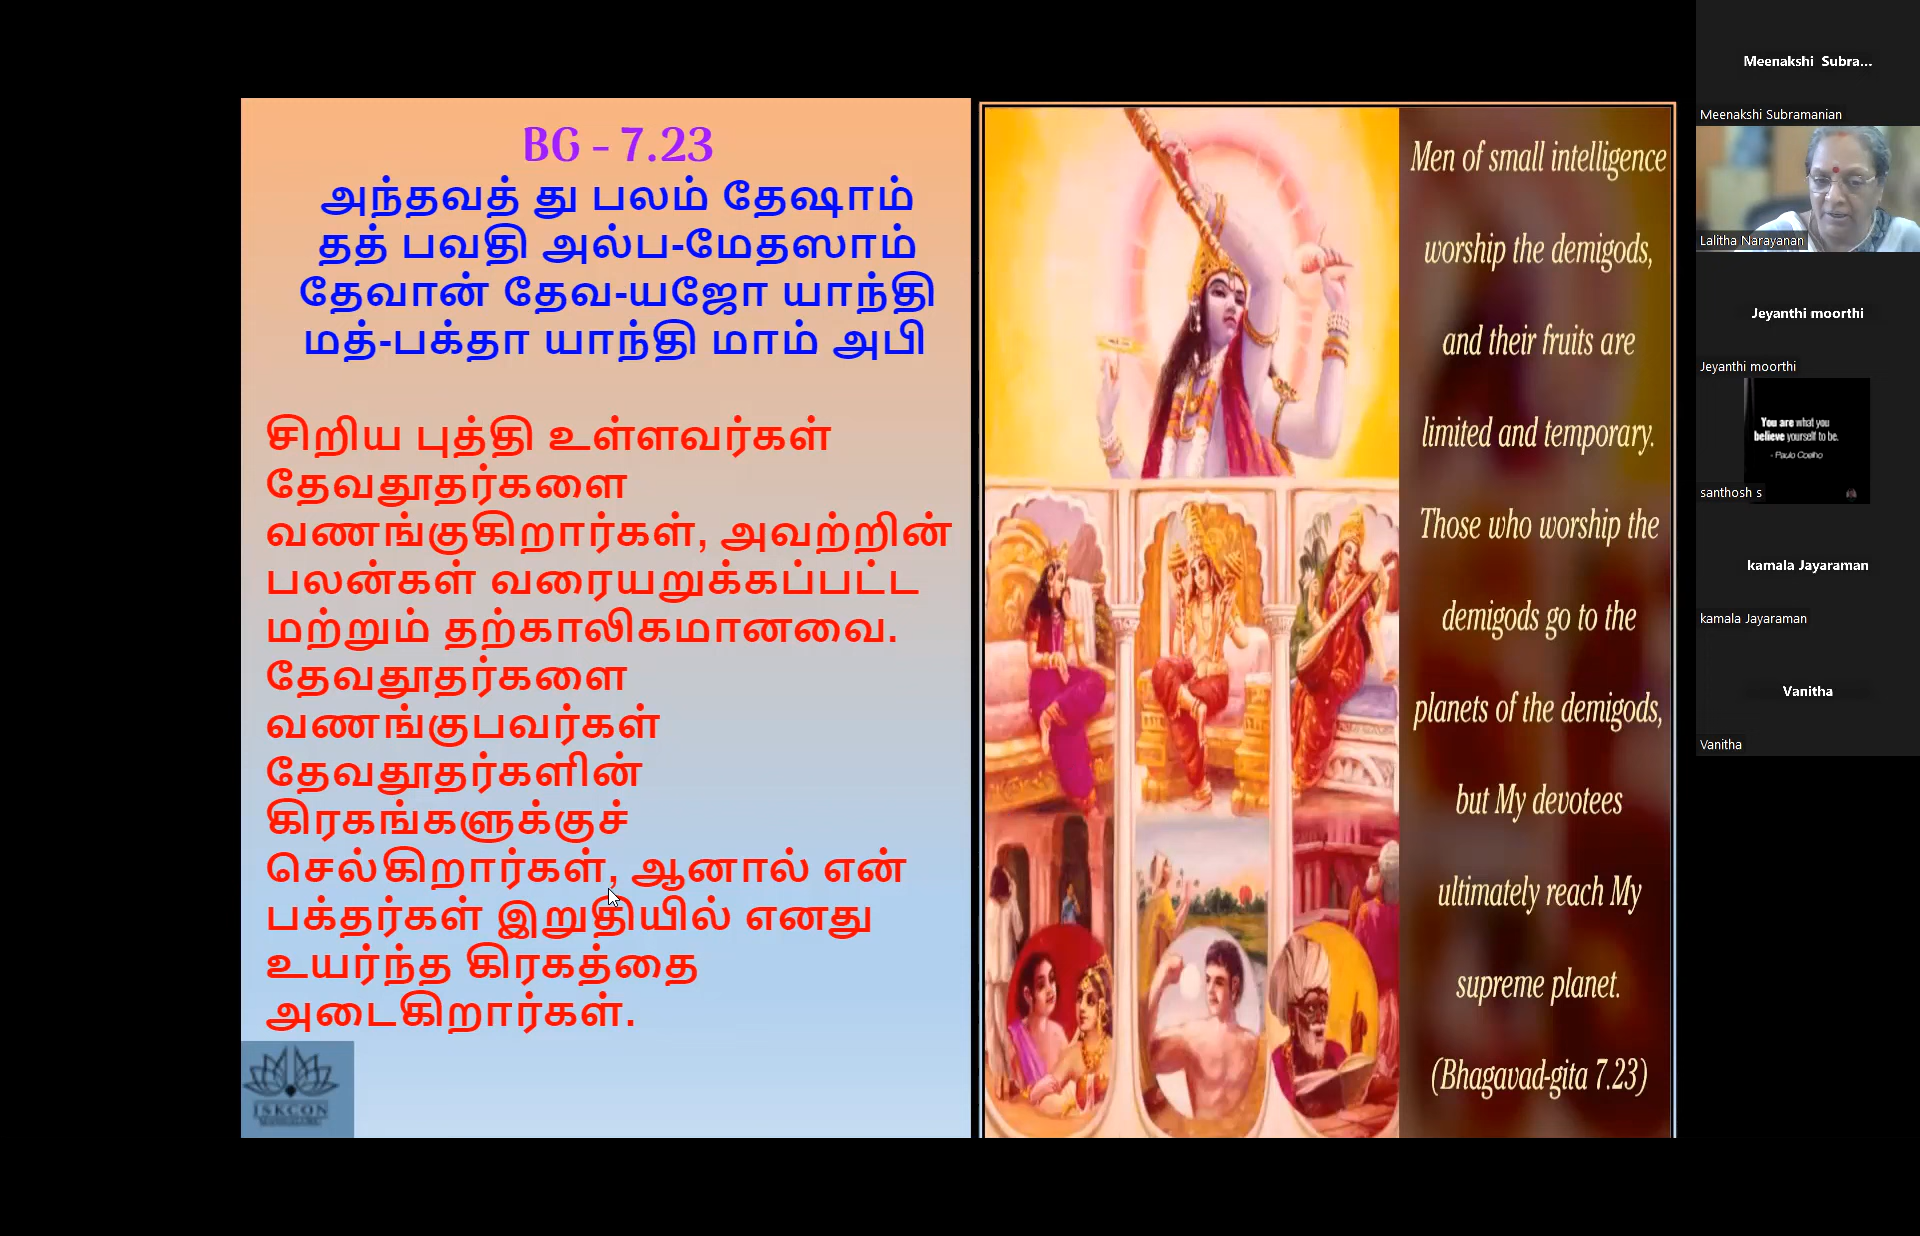 BG - 7.23
அந்தவத் து பலம் தேஷாம்
தத் பவதி அல்ப-மேதஸாம்
தேவான் தேவ-யஜோ யாந்தி
மத்-பக்தா யாந்தி மாம் அபி
சிறிய புத்தி உள்ளவர்கள்
தேவதூதர்களை
வணங்குகிறார்கள், அவற்றின்
பலன்கள் வரையறுக்கப்பட்ட
மற்றும் தற்காலிகமானவை.
தேவதூதர்களை
வணங்குபவர்கள்
தேவதூதர்களின்
கிரகங்களுக்குச்
செல்கிறார்கள், ஆனால் என்
பக்தர்கள் இறுதியில் எனது
உயர்ந்த கிரகத்தை
அடைகிறார்கள்.
ISKCON
Men of small intelligence
worship the demigods,
and their fruits are
limited and temporary.
Those who worship the
demigods go to the
planets of the demigods,
but My devotees
ultimately reach My
supreme planet.
(Bhagavad-gita 7.23)
Meenakshi Subra...
Meenakshi Subramanian
Lalitha Narayanan
Jeyanthi moorthi
Jeyanthi moorthi
You are what you
believe yourself to be.
- Paulo Coelho
santhosh s
kamala Jayaraman
kamala Jayaraman
Vanitha
Vanitha